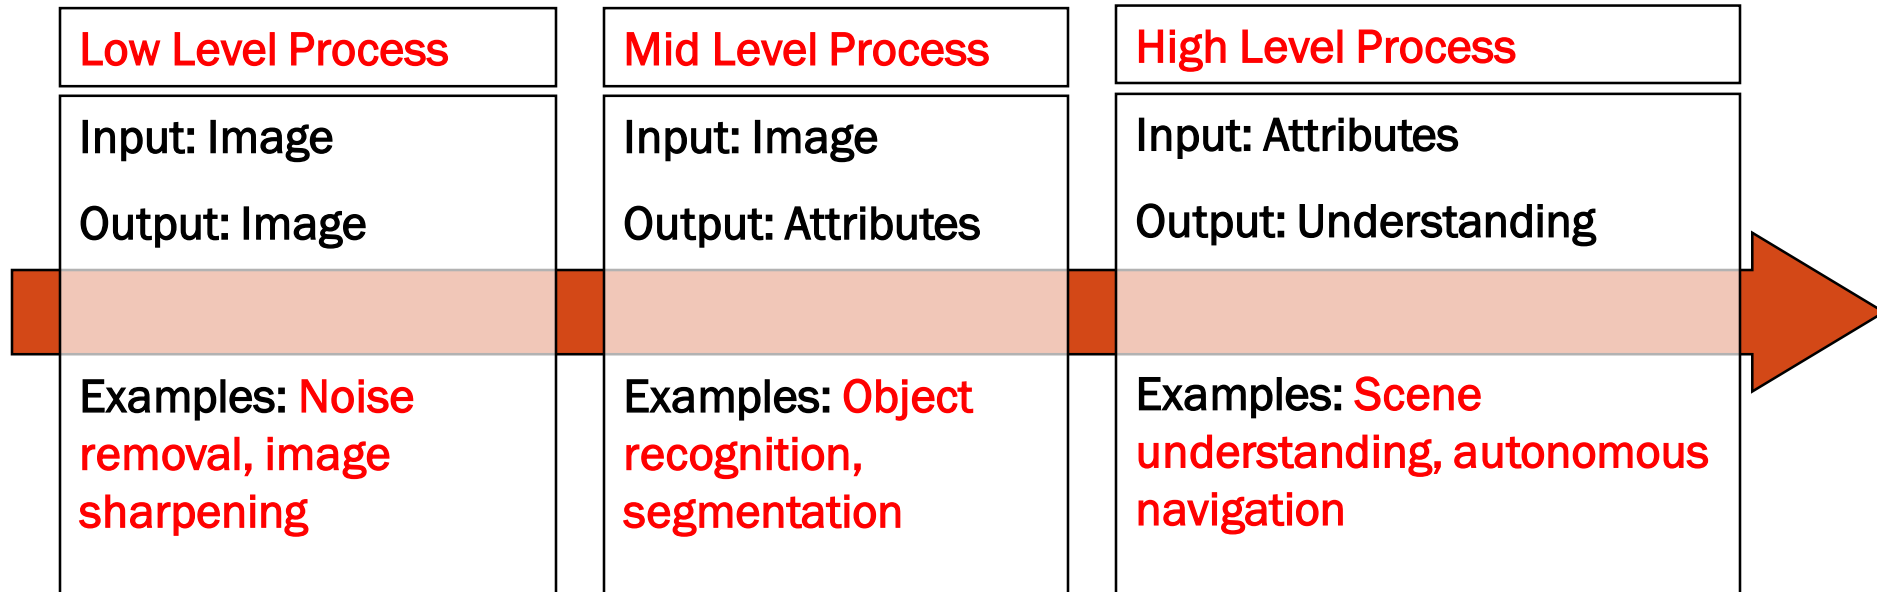 Low Level Process
Input: Image
Output: Image
Examples: Noise
removal, image
sharpening
Mid Level Process
Input: Image
Output: Attributes
Examples: Object
recognition,
segmentation
High Level Process
Input: Attributes
Output: Understanding
Examples: Scene
understanding, autonomous
navigation